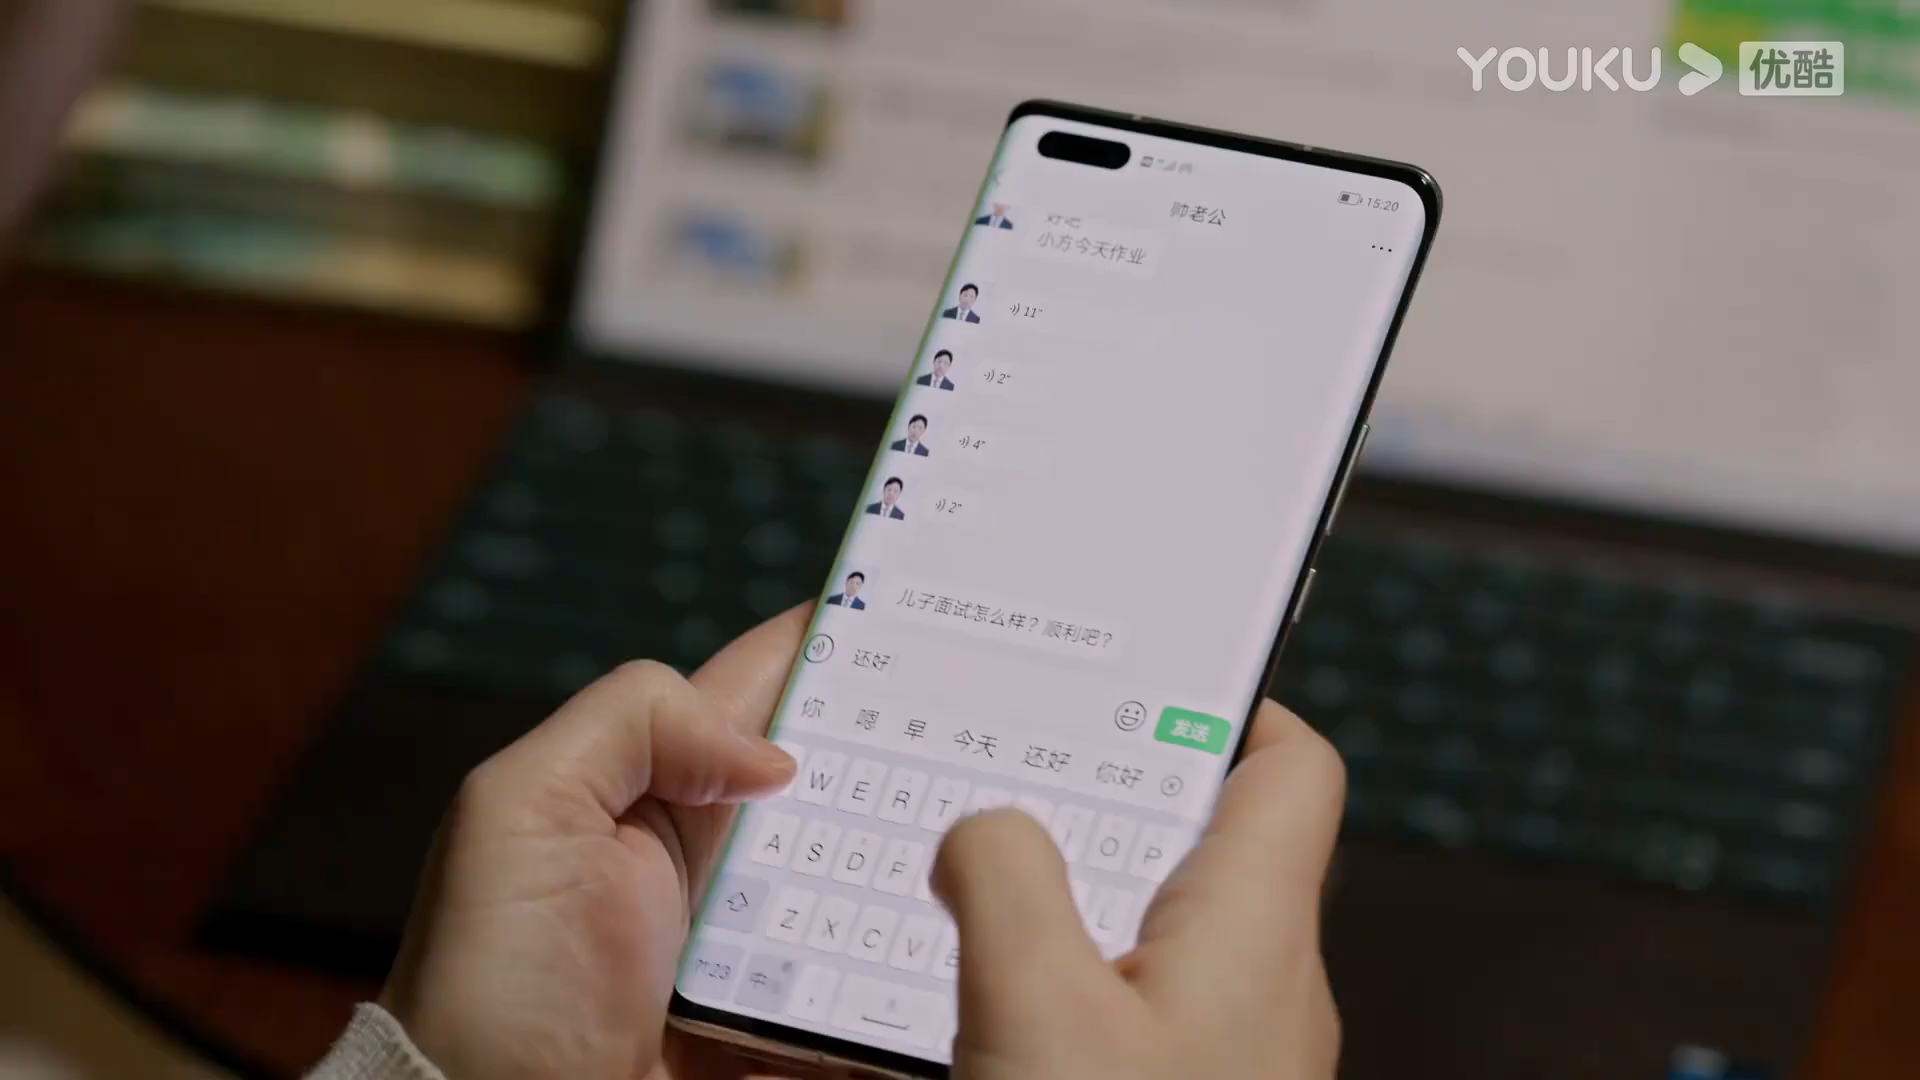 YOUKU 优酷
15:20
帅老公
小方今天作业
11"
2"
4"
2"
儿子面试怎么样？顺利吧？
还好
发送
你 嗯 早 今天 还好 你好
W E R T I O P
A S D F L
Z X C V B
?123 中 ，